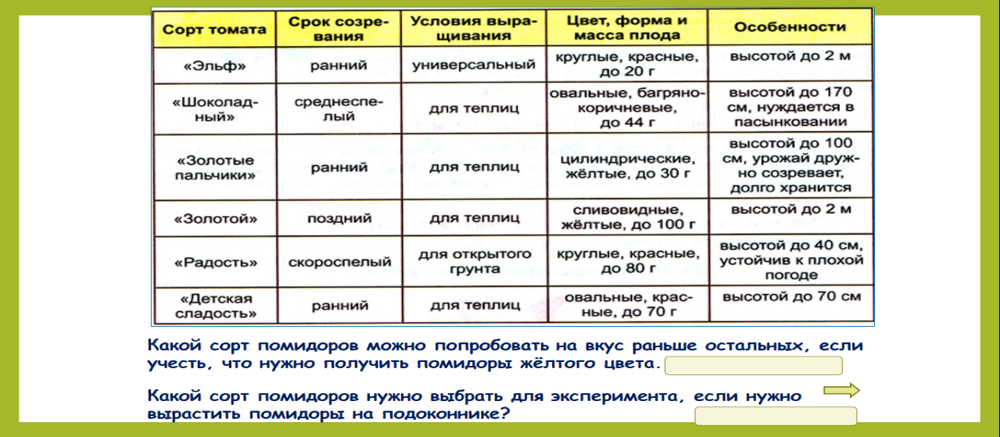 Сорт томата
Срок созре-
вания
Условия выра-
щивания
Цвет, форма и
масса плода
Особенности
«Эльф»
ранний
универсальный
круглые, красные,
до 20 г
высотой до 2 м
«Шоколад-
ный»
среднеспе-
лый
для теплиц
овальные, багряно-
коричневые,
до 44 г
высотой до 170
см, нуждается в
пасынковании
«Золотые
пальчики»
ранний
для теплиц
цилиндрические,
жёлтые, до 30 г
высотой до 100
см, урожай друж-
но созревает,
долго хранится
«Золотой»
поздний
для теплиц
сливовидные,
жёлтые, до 100 г
высотой до 2 м
«Радость»
скороспелый
для открытого
грунта
круглые, красные,
до 80 г
высотой до 40 см,
устойчив к плохой
погоде
«Детская
сладость»
ранний
для теплиц
овальные, крас-
ные, до 70 г
высотой до 70 см
Какой сорт помидоров можно попробовать на вкус раньше остальных, если
учесть, что нужно получить помидоры жёлтого цвета.
Какой сорт помидоров нужно выбрать для эксперимента, если нужно
вырастить помидоры на подоконнике?